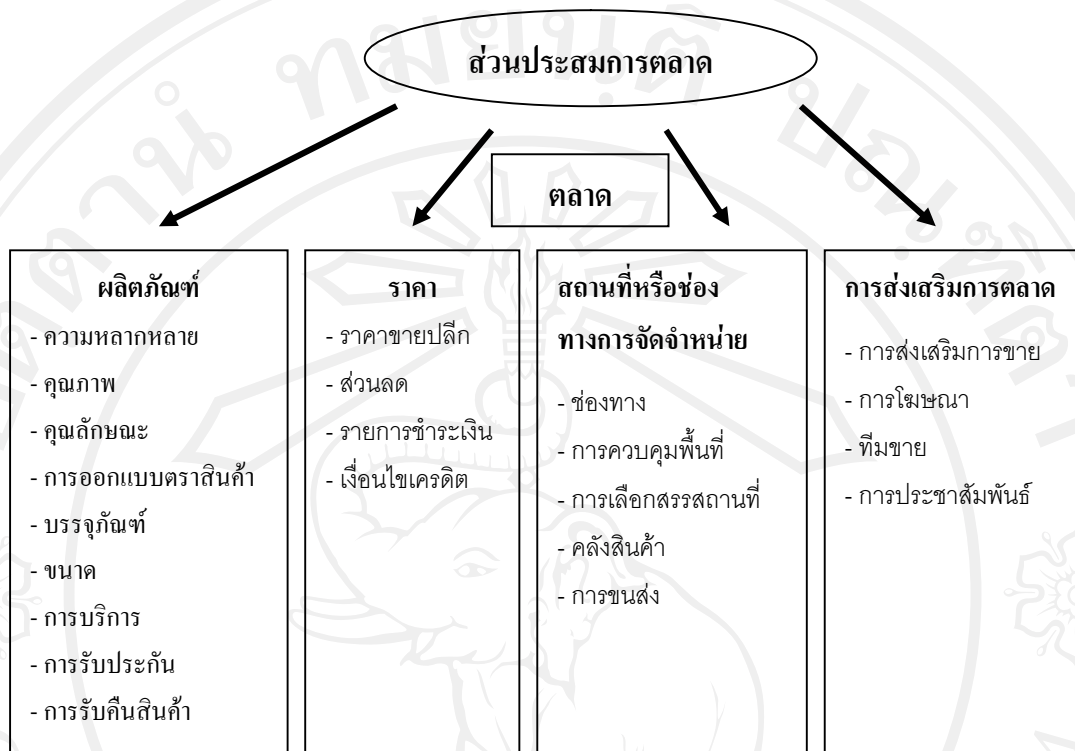 ส่วนประสมการตลาด
ตลาด
ผลิตภัณฑ์
- ความหลากหลาย
- คุณภาพ
- คุณลักษณะ
- การออกแบบตราสินค้า
- บรรจุภัณฑ์
- ขนาด
- การบริการ
- การรับประกัน
- การรับคืนสินค้า
ราคา
- ราคาขายปลีก
- ส่วนลด
- รายการชำระเงิน
- เงื่อนไขเครดิต
สถานที่หรือช่อง
ทางการจัดจำหน่าย
- ช่องทาง
- การควบคุมพื้นที่
- การเลือกสรรสถานที่
- คลังสินค้า
- การขนส่ง
การส่งเสริมการตลาด
- การส่งเสริมการขาย
- การโฆษณา
- ทีมขาย
- การประชาสัมพันธ์